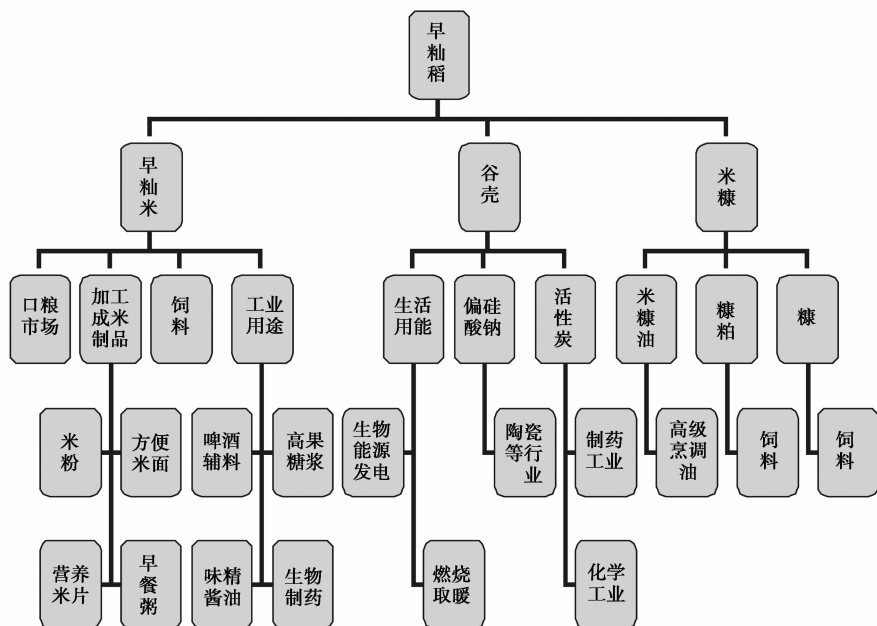 早籼稻
早籼米
谷壳
米糠
口粮
市场
加工
成米
制品
饲料
工业
用途
生活
用能
偏硅
酸钠
活性炭
米糠油
糠粕
糠
米粉
方便
米面
啤酒
辅料
高果
糖浆
生物
能源
发电
陶瓷
等行
业
制药
工业
高级
烹调
油
饲料
饲料
营养
米片
早餐粥
味精
酱油
生物
制药
燃烧
取暖
化学
工业